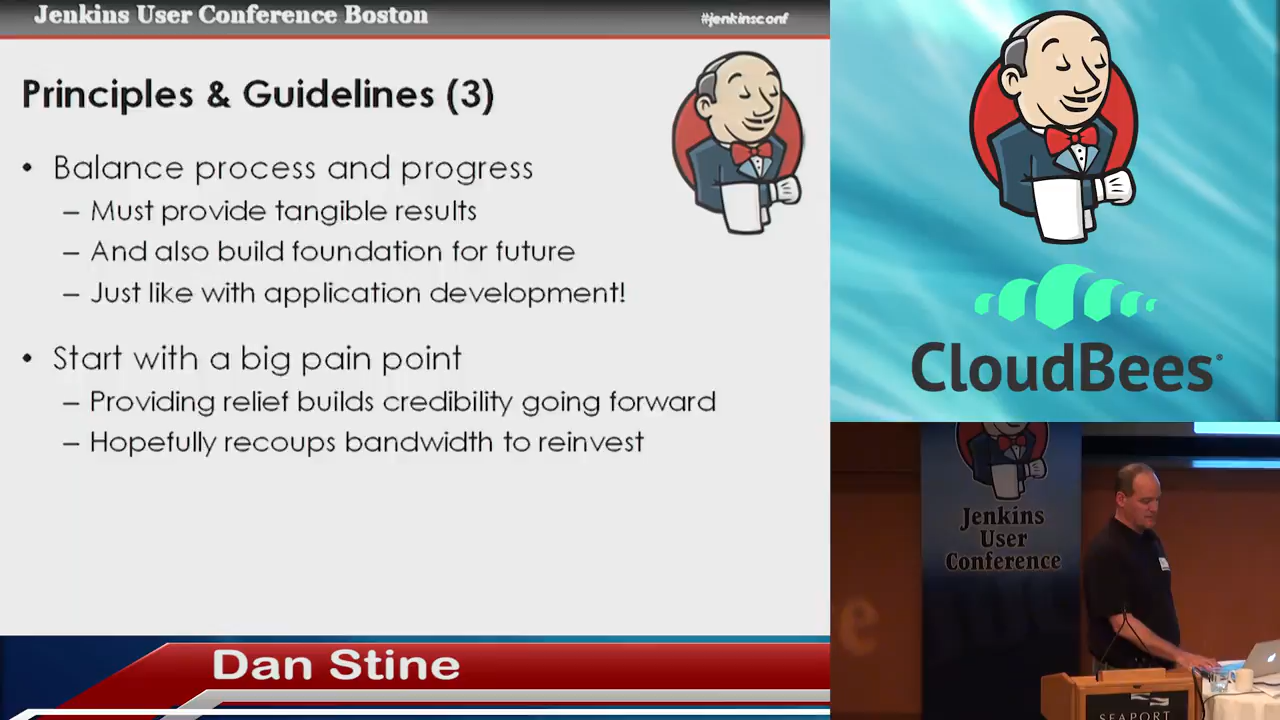 Jenkins User Conference Boston
#jenkinsconf
Principles & Guidelines (3)
• Balance process and progress
– Must provide tangible results
– And also build foundation for future
– Just like with application development!
• Start with a big pain point
– Providing relief builds credibility going forward
– Hopefully recoups bandwidth to reinvest
Dan Stine
CloudBees
Jenkins
User
Conference
SEAPORT